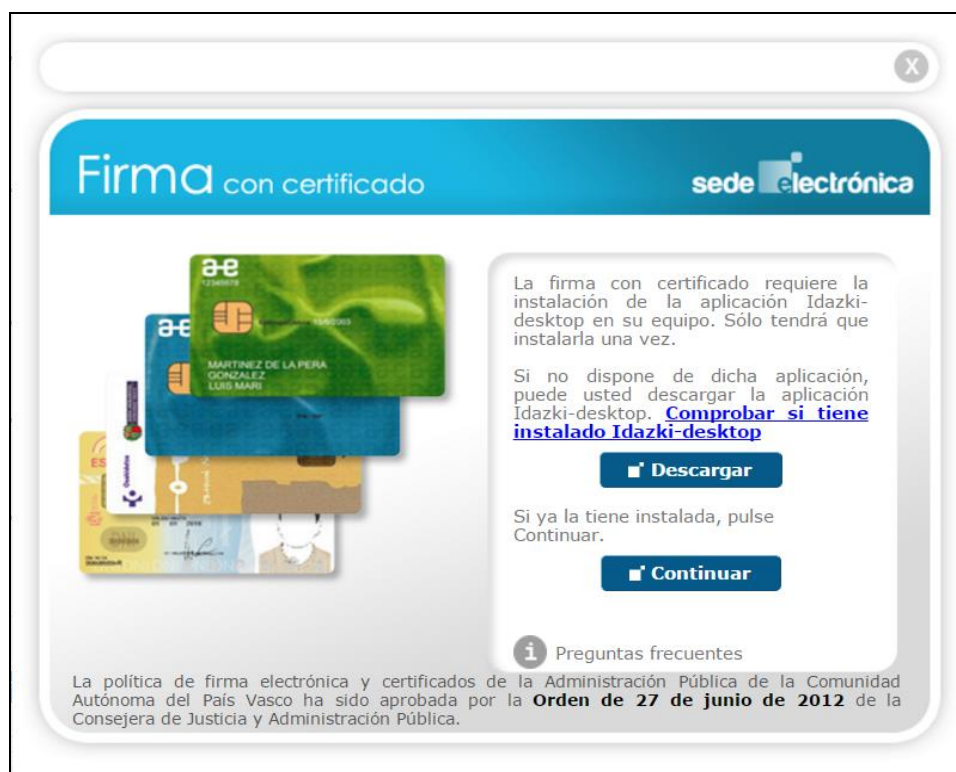 X
Firma con certificado
sede electrónica
a-e
12345678
MARTINEZ DE LA PERA
GONZALEZ
LUIS MARI
a-e
ES
La firma con certificado requiere la
instalación de la aplicación Idazki-
desktop en su equipo. Sólo tendrá que
instalarla una vez.
Si no dispone de dicha aplicación,
puede usted descargar la aplicación
Idazki-desktop. Comprobar si tiene
instalado Idazki-desktop
Descargar
Si ya la tiene instalada, pulse
Continuar.
Continuar
i Preguntas frecuentes
La política de firma electrónica y certificados de la Administración Pública de la Comunidad
Autónoma del País Vasco ha sido aprobada por la Orden de 27 de junio de 2012 de la
Consejera de Justicia y Administración Pública.